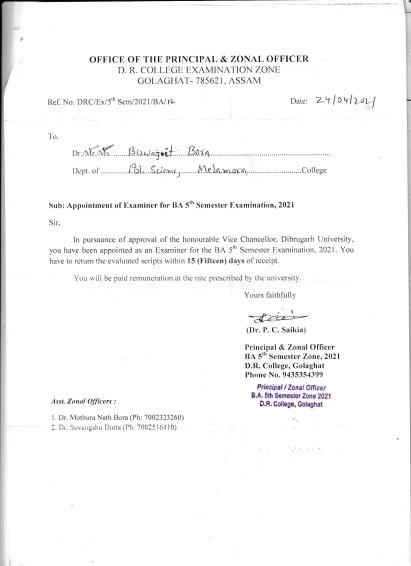 OFFICE OF THE PRINCIPAL & ZONAL OFFICER
D. R. COLLEGE EXAMINATION ZONE
GOLAGHAT- 785621, ASSAM
Ref. No: DRC/Ex/5th Sem/2021/BA/12 Date: 24/04/2021
To,
Dr./Mr./Ms. Biswajeet Bora
Dept. of Pol. Science, Melamora College
Sub: Appointment of Examiner for BA 5th Semester Examination, 2021
Sir,
In pursuance of approval of the honourable Vice Chancellor, Dibrugarh University,
you have been appointed as an Examiner for the BA 5th Semester Examination, 2021. You
have to return the evaluated scripts within 15 (Fifteen) days of receipt.
You will be paid remuneration at the rate prescribed by the university.
Yours faithfully
(Dr. P. C. Saikia)
Principal & Zonal Officer
BA 5th Semester Zone, 2021
D.R. College, Golaghat
Phone No. 9435354399
Principal / Zonal Officer
B.A. 5th Semester Zone 2021
D.R. College, Golaghat
Asst. Zonal Officers :
1. Dr. Mothura Nath Bora (Ph: 7002323260)
2. Dr. Suvangshu Dutta (Ph: 7002516410)